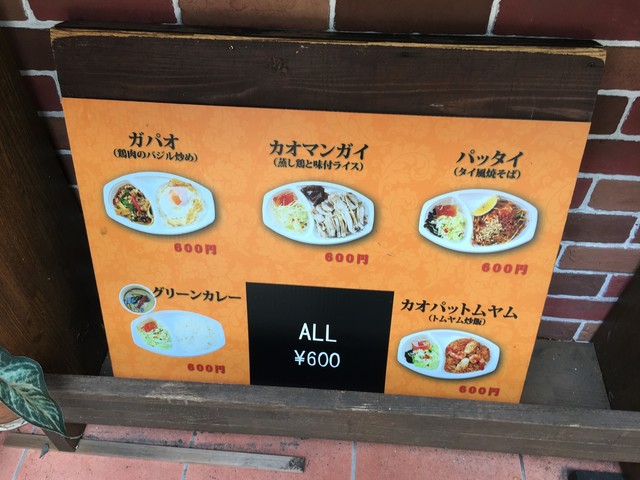 ガパオ
(鶏肉のバジル炒め)
600円
カオマンガイ
(蒸し鶏と味付ライス)
600円
パッタイ
(タイ風焼そば)
600円
グリーンカレー
600円
ALL
¥600
カオパットムヤム
(トムヤム炒飯)
600円